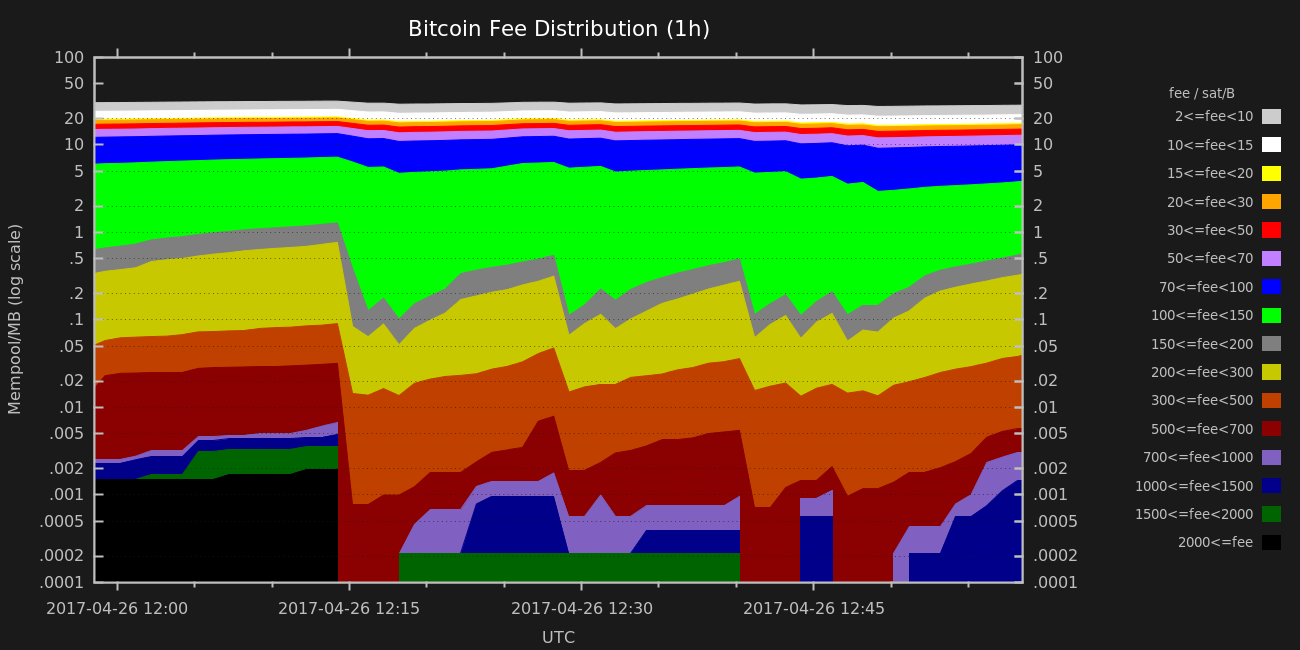 Bitcoin Fee Distribution (1h)
Mempool/MB (log scale)
100
50
20
10
5
2
1
.5
.2
.1
.05
.02
.01
.005
.002
.001
.0005
.0002
.0001
100
50
20
10
5
2
1
.5
.2
.1
.05
.02
.01
.005
.002
.001
.0005
.0002
.0001
2017-04-26 12:00 2017-04-26 12:15 2017-04-26 12:30 2017-04-26 12:45
UTC
fee / sat/B
2<=fee<10
10<=fee<15
15<=fee<20
20<=fee<30
30<=fee<50
50<=fee<70
70<=fee<100
100<=fee<150
150<=fee<200
200<=fee<300
300<=fee<500
500<=fee<700
700<=fee<1000
1000<=fee<1500
1500<=fee<2000
2000<=fee